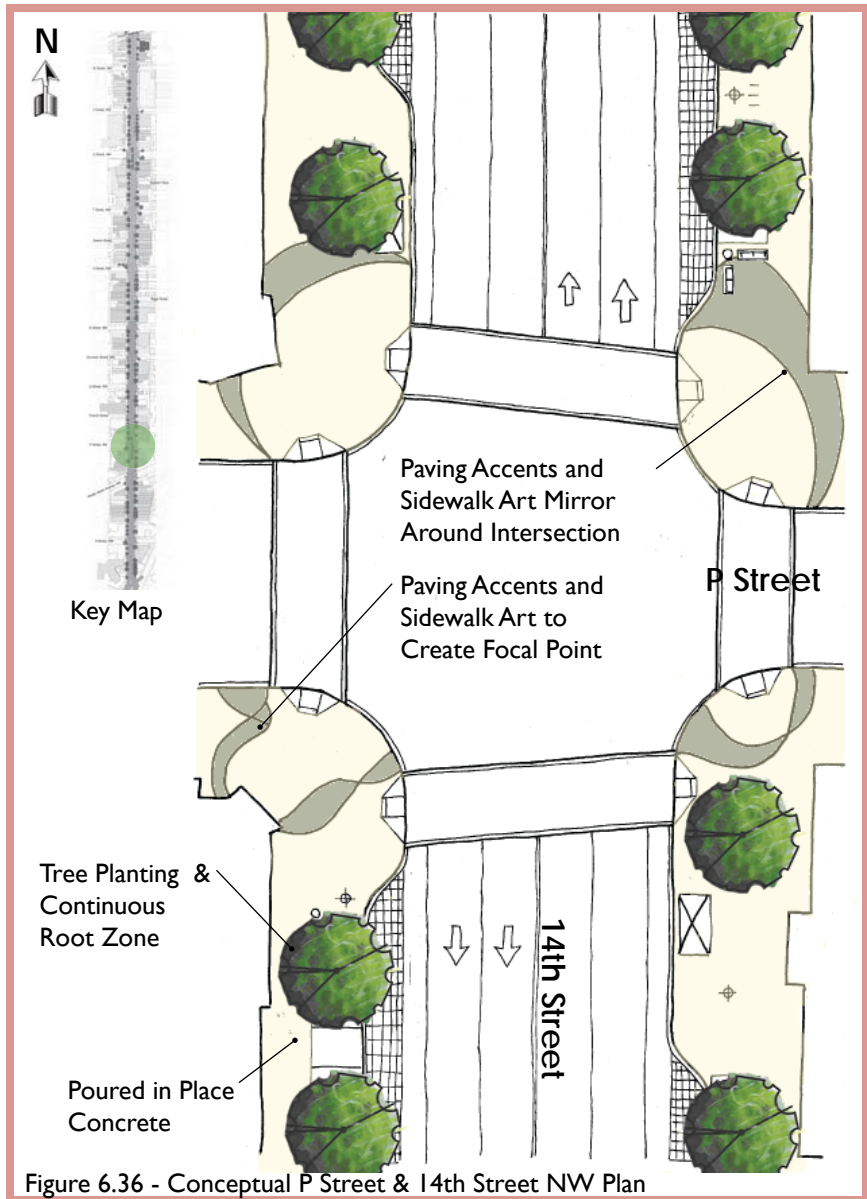 N
Key Map
Paving Accents and
Sidewalk Art Mirror
Around Intersection
P Street
Paving Accents and
Sidewalk Art to
Create Focal Point
Tree Planting &
Continuous
Root Zone
14th Street
Poured in Place
Concrete
Figure 6.36 - Conceptual P Street & 14th Street NW Plan